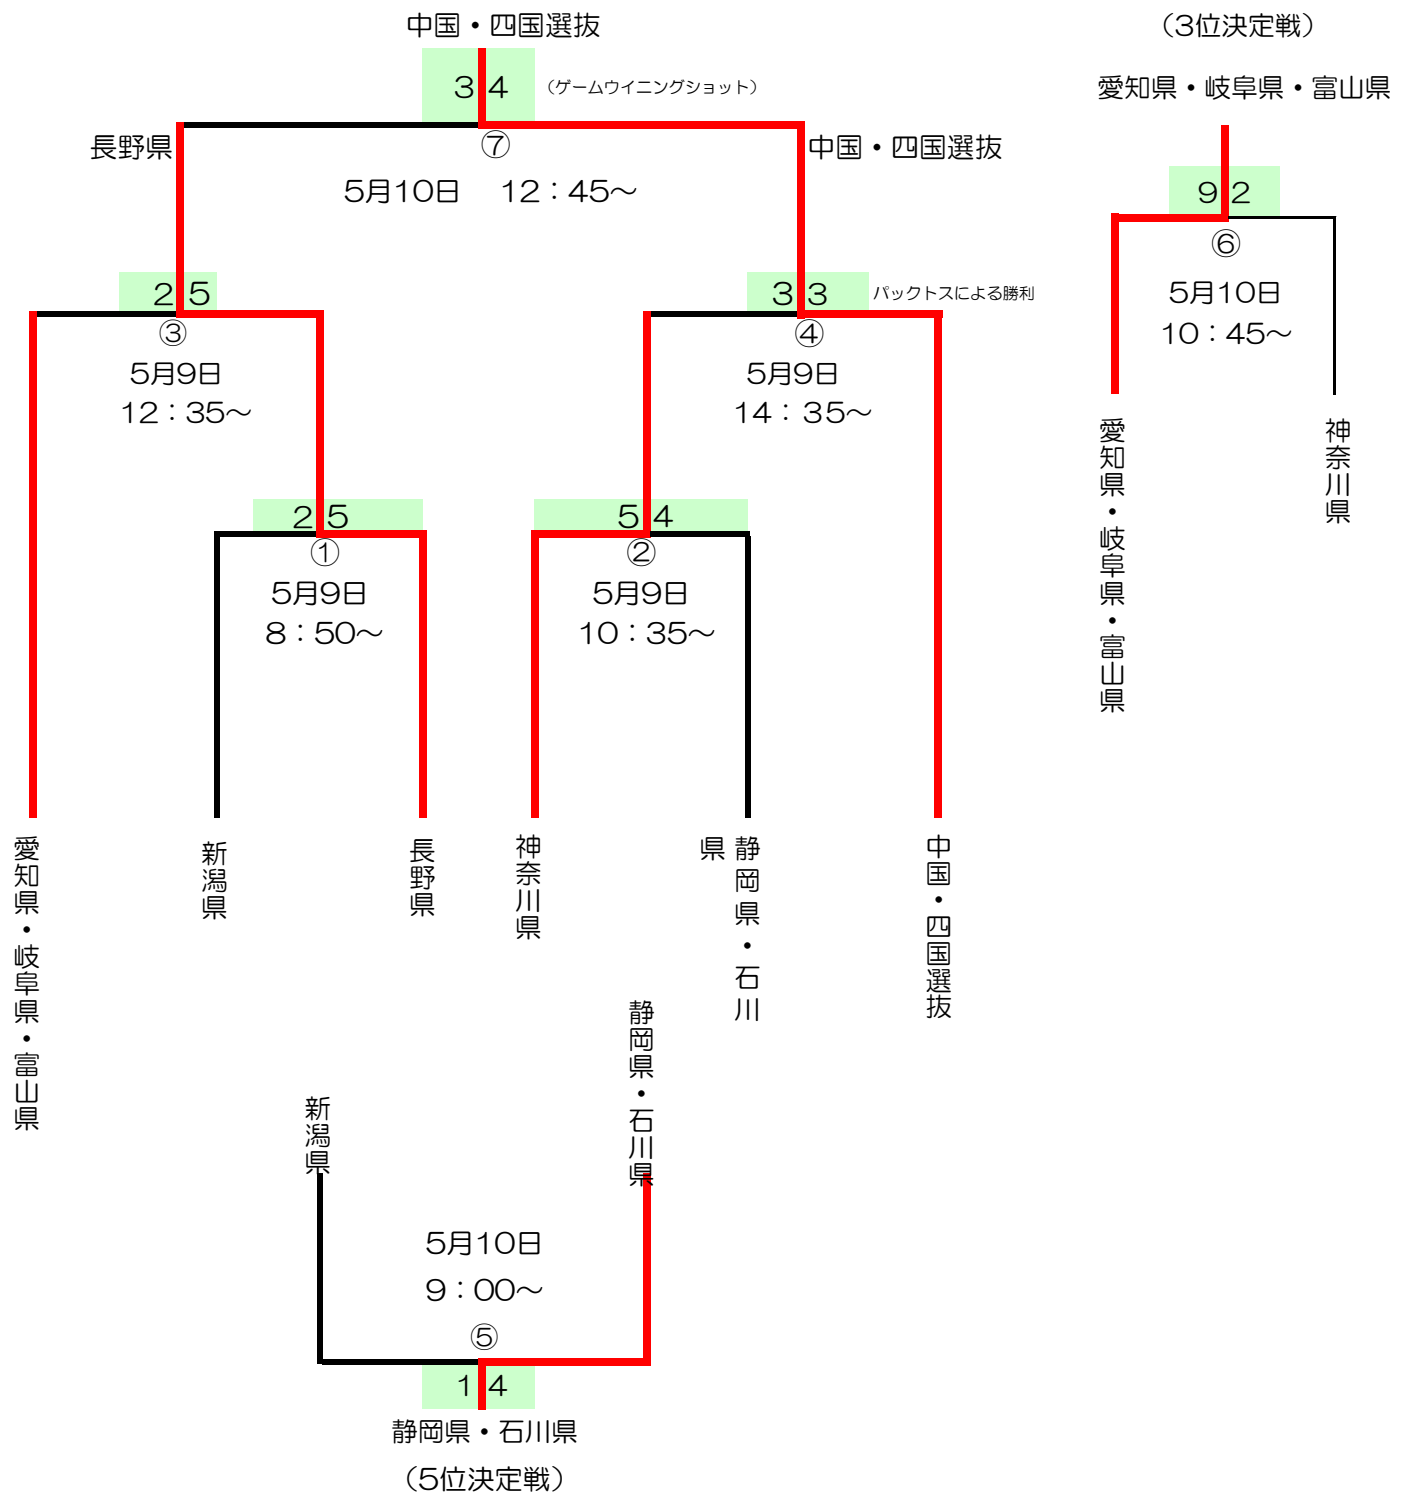 中国・四国選抜
3 4
（ゲームウイニングショット）
長野県
⑦
中国・四国選抜
5月10日　12：45～
2 5
③
5月9日
12：35～
3 3
パックトスによる勝利
④
5月9日
14：35～
2 5
①
5月9日
8：50～
5 4
②
5月9日
10：35～
愛知県・岐阜県・富山県
新潟県
長野県
神奈川県
静岡県・石川
県
中国・四国選抜
新潟県
静岡県・石川県
5月10日
9：00～
⑤
1 4
静岡県・石川県
（5位決定戦）
（3位決定戦）
愛知県・岐阜県・富山県
9 2
⑥
5月10日
10：45～
愛知県・岐阜県・富山県
神奈川県